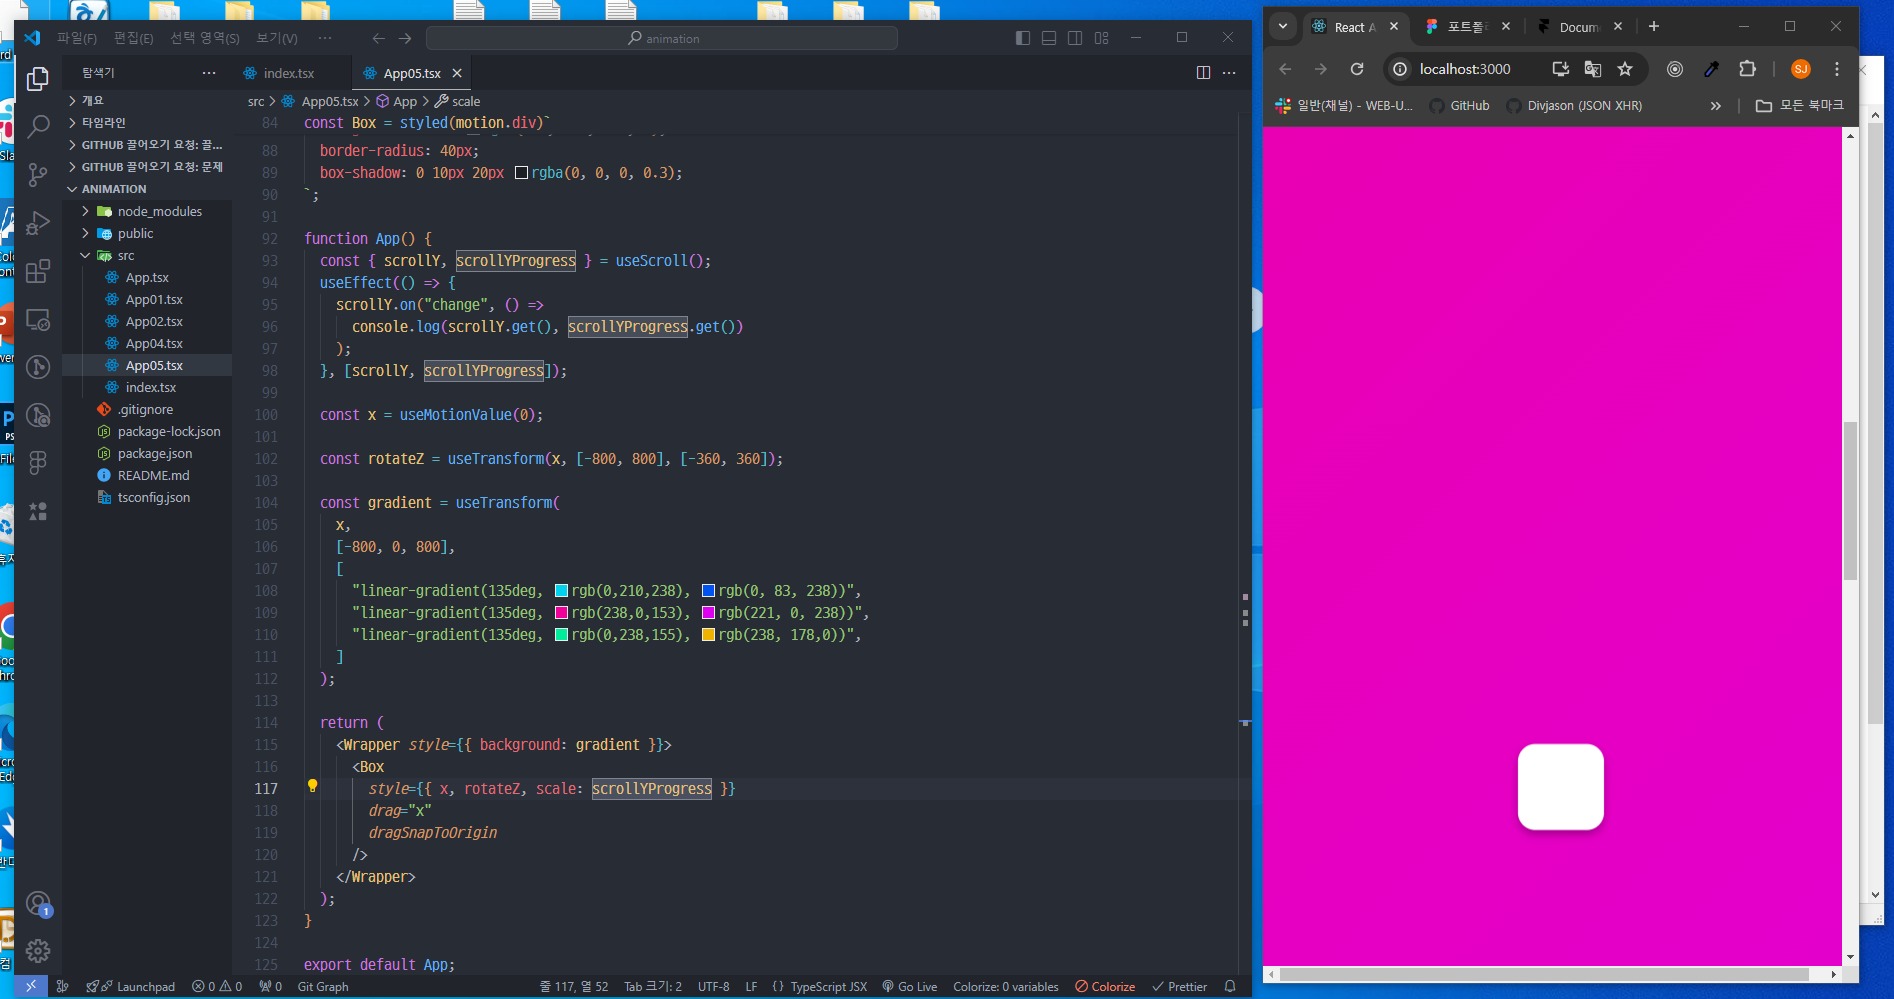 파일(F) 편집(E) 선택 영역(S) 보기(V) ··· animation
탐색기 ···
개요
타임라인
GITHUB 끌어오기 요청: 끌...
GITHUB 끌어오기 요청: 문제
ANIMATION
node_modules
public
src
App.tsx
App01.tsx
App02.tsx
App04.tsx
App05.tsx
index.tsx
.gitignore
package-lock.json
package.json
README.md
tsconfig.json
index.tsx App05.tsx
src > App05.tsx > App > scale
84 const Box = styled(motion.div)`
88 border-radius: 40px;
89 box-shadow: 0 10px 20px rgba(0, 0, 0, 0.3);
90 `;
91
92 function App() {
93 const { scrollY, scrollYProgress } = useScroll();
94 useEffect(() => {
95 scrollY.on("change", () =>
96 console.log(scrollY.get(), scrollYProgress.get())
97 );
98 }, [scrollY, scrollYProgress]);
99
100 const x = useMotionValue(0);
101
102 const rotateZ = useTransform(x, [-800, 800], [-360, 360]);
103
104 const gradient = useTransform(
105 x,
106 [-800, 0, 800],
107 [
108 "linear-gradient(135deg, rgb(0,210,238), rgb(0, 83, 238))",
109 "linear-gradient(135deg, rgb(238,0,153), rgb(221, 0, 238))",
110 "linear-gradient(135deg, rgb(0,238,155), rgb(238, 178,0))",
111 ]
112 );
113
114 return (
115 <Wrapper style={{ background: gradient }}>
116 <Box
117 style={{ x, rotateZ, scale: scrollYProgress }}
118 drag="x"
119 dragSnapToOrigin
120 />
121 </Wrapper>
122 );
123 }
124
125 export default App;
1
Launchpad 0 0 0 Git Graph 줄 117, 열 52 Tab 크기: 2 UTF-8 LF {} TypeScript JSX Go Live Colorize: 0 variables Colorize Prettier
React A 포트폴 Docum
localhost:3000 SJ
일반(채널) - WEB-U... GitHub Divjason (JSON XHR) » 모든 북마크